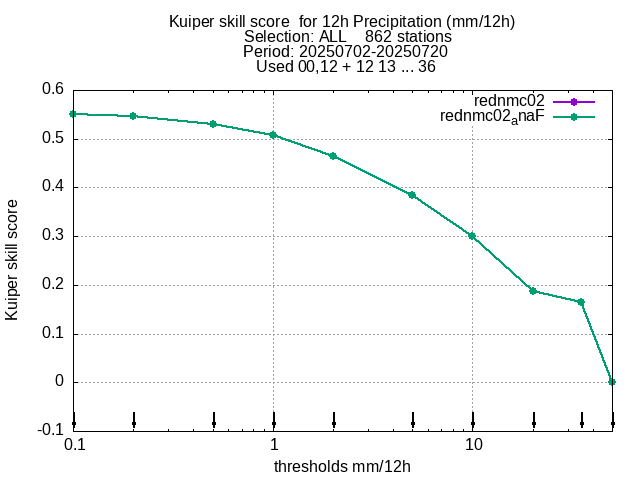 Kuiper skill score  for 12h Precipitation (mm/12h)
Selection: ALL    862 stations
Period: 20250702-20250720
Used 00,12 + 12 13 ... 36
rednmc02
rednmc02anaF
0.6
0.5
0.4
0.3
0.2
0.1
0
-0.1
Kuiper skill score
0.1 1 10
thresholds mm/12h